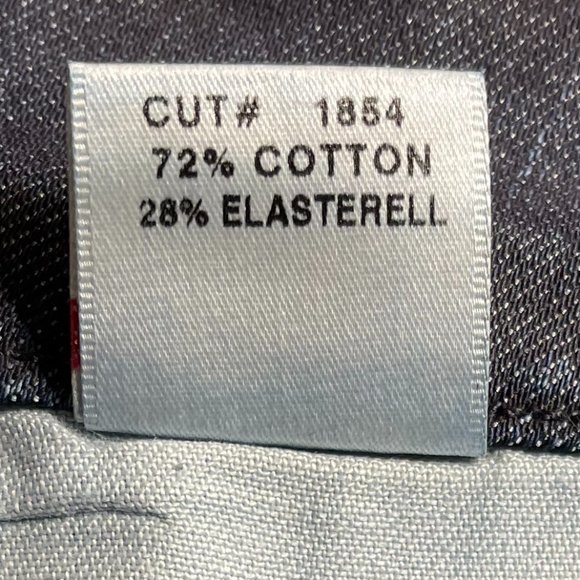 CUT# 1854
72% COTTON
28% ELASTERELL